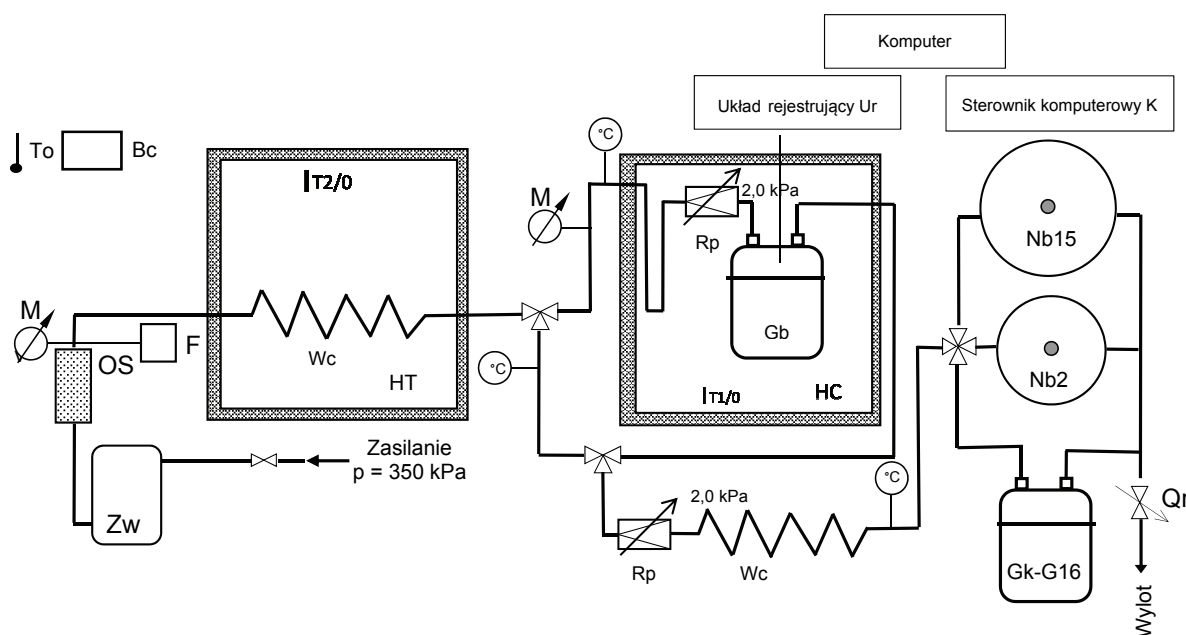 Komputer
Układ rejestrujący Ur
Sterownik komputerowy K
To
Bc
T2/0
°C
M
2,0 kPa
Rp
Nb15
Gb
M
F
OS
Wc
HT
°C
T1/0
HC
Nb2
Zasilanie
p = 350 kPa
Zw
°C
2,0 kPa
Rp
Wc
Gk-G16
Wylot